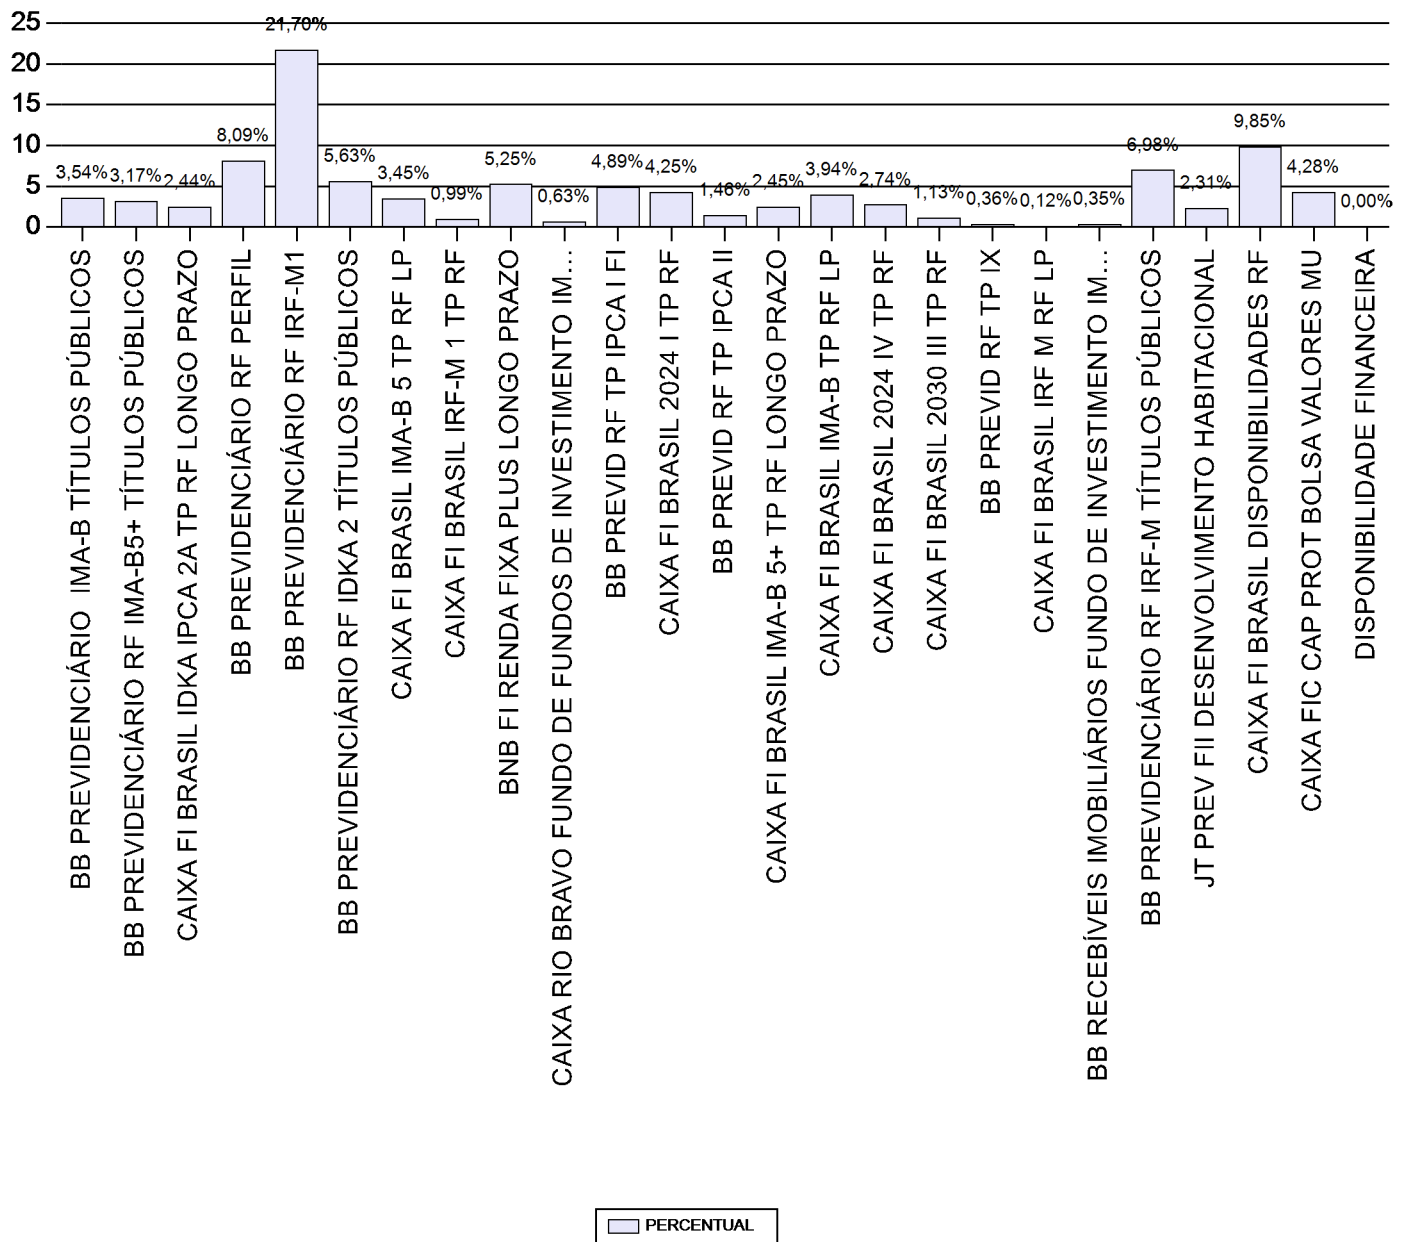 25
20
15
10
5
0
3,54%
3,17%
2,44%
8,09%
21,70%
5,63%
3,45%
0,99%
5,25%
0,63%
4,89%
4,25%
1,46%
2,45%
3,94%
2,74%
1,13%
0,36%
0,12%
0,35%
6,98%
2,31%
9,85%
4,28%
0,00%
BB PREVIDENCIÁRIO IMA-B TÍTULOS PÚBLICOS
BB PREVIDENCIÁRIO RF IMA-B5+ TÍTULOS PÚBLICOS
CAIXA FI BRASIL IDKA IPCA 2A TP RF LONGO PRAZO
BB PREVIDENCIÁRIO RF PERFIL
BB PREVIDENCIÁRIO RF IRF-M1
BB PREVIDENCIÁRIO RF IDKA 2 TÍTULOS PÚBLICOS
CAIXA FI BRASIL IMA-B 5 TP RF LP
CAIXA FI BRASIL IRF-M 1 TP RF
BNB FI RENDA FIXA PLUS LONGO PRAZO
CAIXA RIO BRAVO FUNDO DE FUNDOS DE INVESTIMENTO IM...
BB PREVID RF TP IPCA I FI
CAIXA FI BRASIL 2024 I TP RF
BB PREVID RF TP IPCA II
CAIXA FI BRASIL IMA-B 5+ TP RF LONGO PRAZO
CAIXA FI BRASIL IMA-B TP RF LP
CAIXA FI BRASIL 2024 IV TP RF
CAIXA FI BRASIL 2030 III TP RF
BB PREVID RF TP IX
CAIXA FI BRASIL IRF M RF LP
BB RECEBÍVEIS IMOBILIÁRIOS FUNDO DE INVESTIMENTO IM...
BB PREVIDENCIÁRIO RF IRF-M TÍTULOS PÚBLICOS
JT PREV FII DESENVOLVIMENTO HABITACIONAL
CAIXA FI BRASIL DISPONIBILIDADES RF
CAIXA FIC CAP PROT BOLSA VALORES MU
DISPONIBILIDADE FINANCEIRA
PERCENTUAL